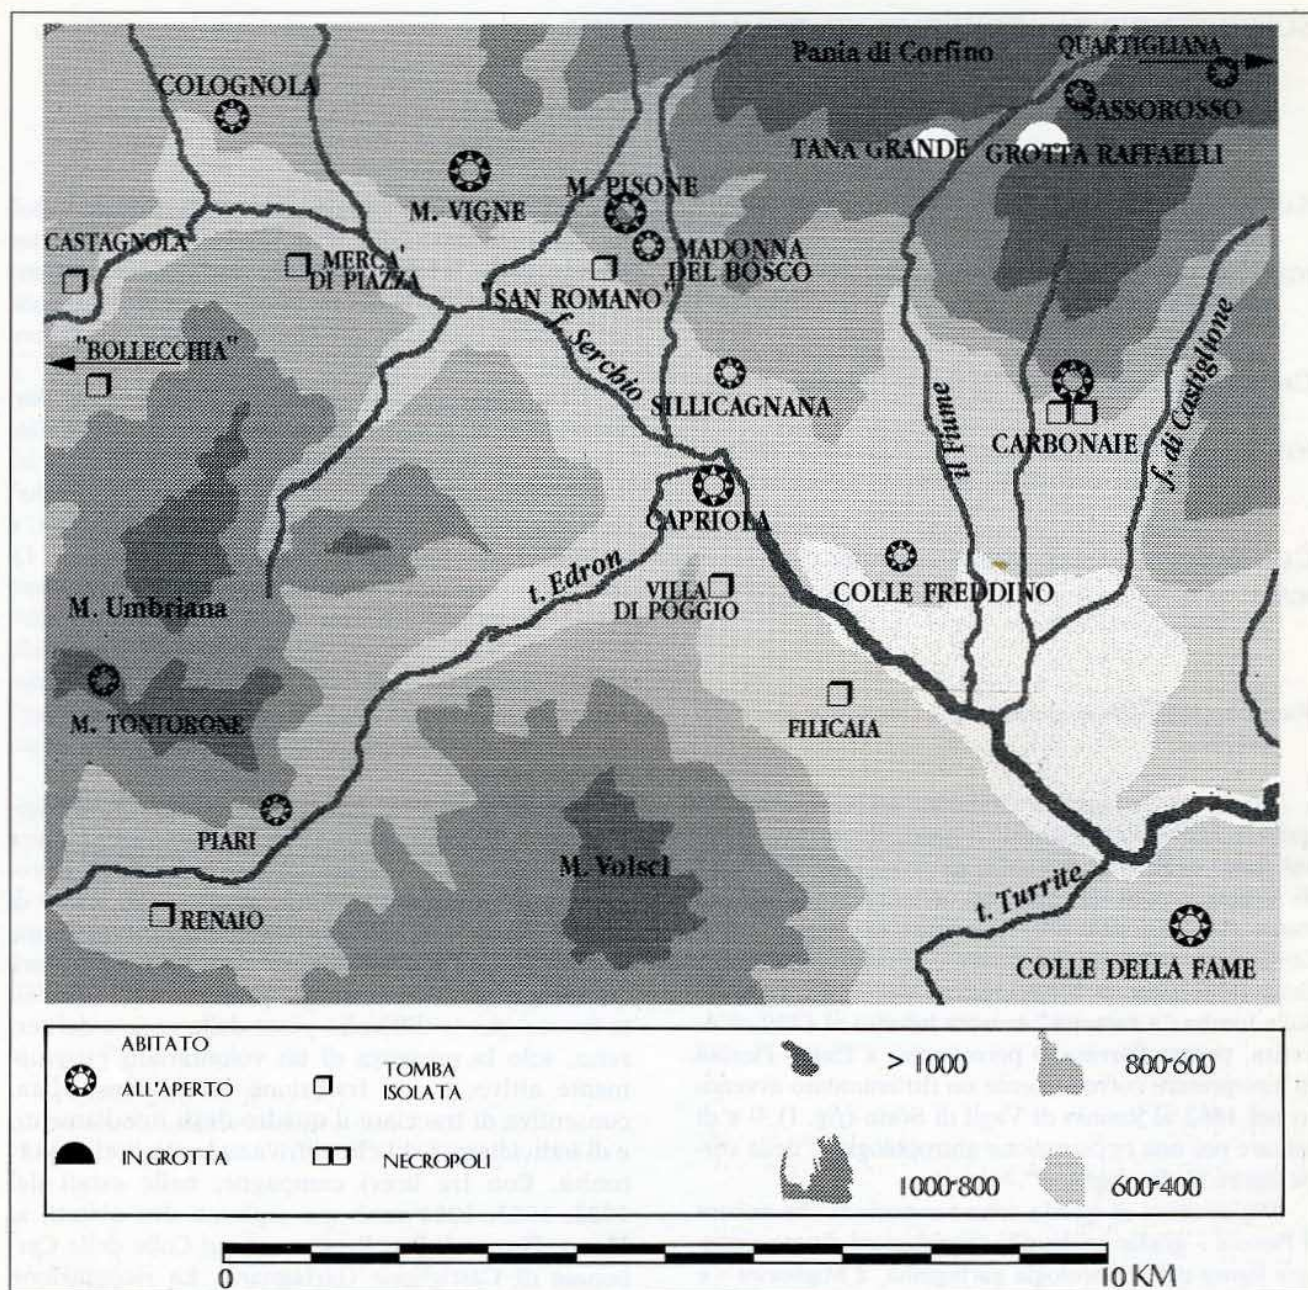 Pania di Corfino
QUARTIGLIANA
COLOGNOLA
SASSOROSSO
TANA GRANDE
GROTTA RAFFAELLI
M. PISONE
M. VIGNE
CASTAGNOLA"
MERCA'
DI PIAZZA
MADONNA
DEL BOSCO
"SAN ROMANO"
f. Serchio
"BOLLECCHIA"
SILLICAGNANA
il Fiume
CARBONAIE
f. di Castiglione
CAPRIOLA
t. Edron
VILLA
DI POGGIO
COLLE FREDDINO
M. Umbriana
M. TONTORONE
FILICAIA
PIARI
M. Volsci
RENAIO
t. Turrite
COLLE DELLA FAME
ABITATO
ALL'APERTO
IN GROTTA
TOMBA
ISOLATA
NECROPOLI
> 1000
800-600
1000-800
600-400
0
10 KM